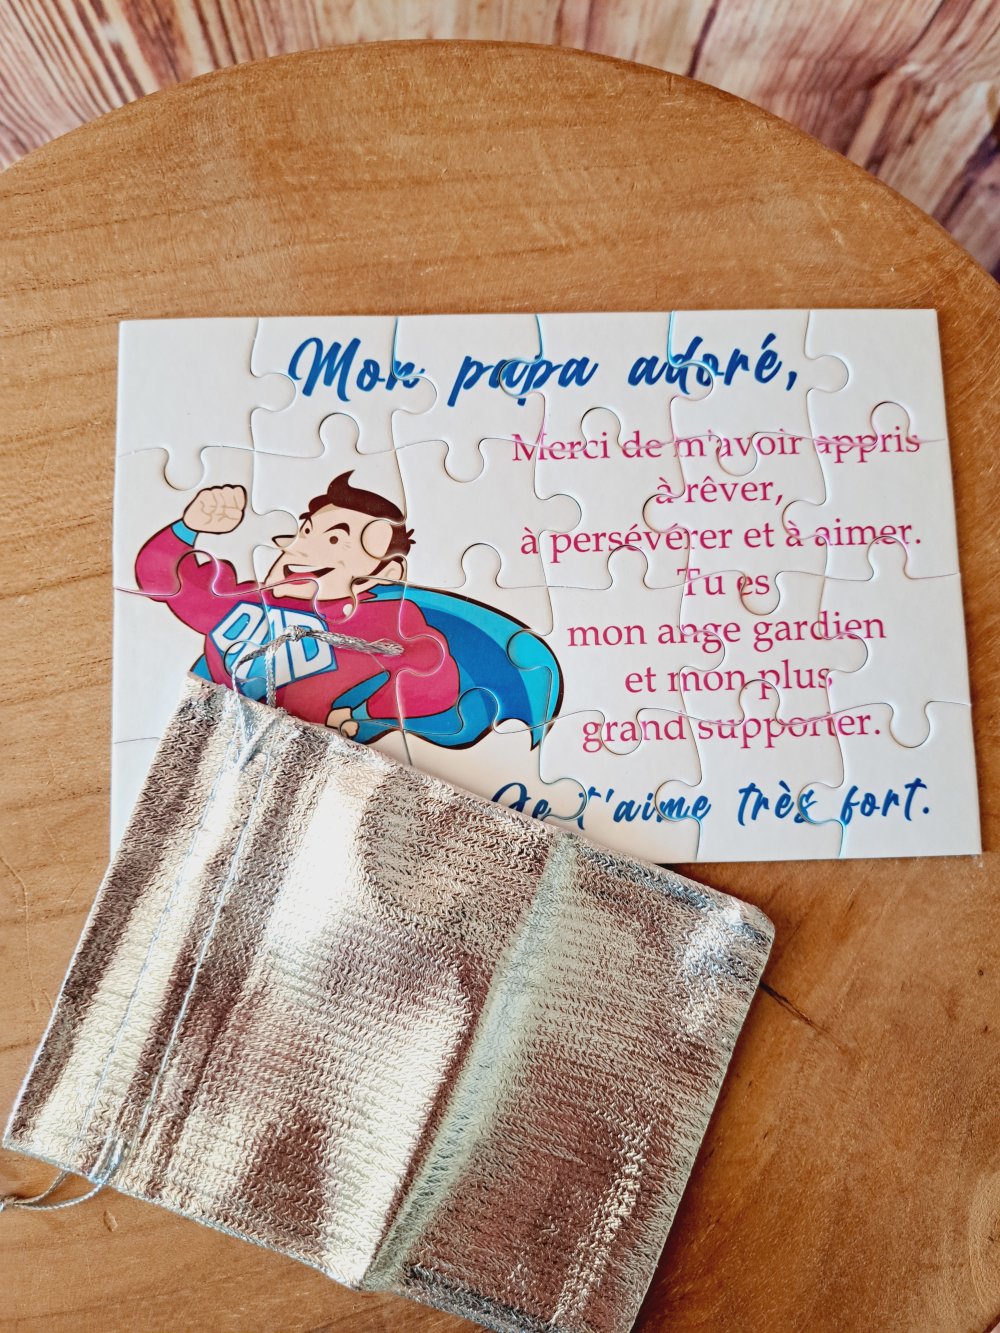 Mon papa adoré,
Merci de m'avoir appris
à rêver,
à persévérer et à aimer.
Tu es
mon ange gardien
et mon plus
grand supporter.
DAD
Je t'aime très fort.